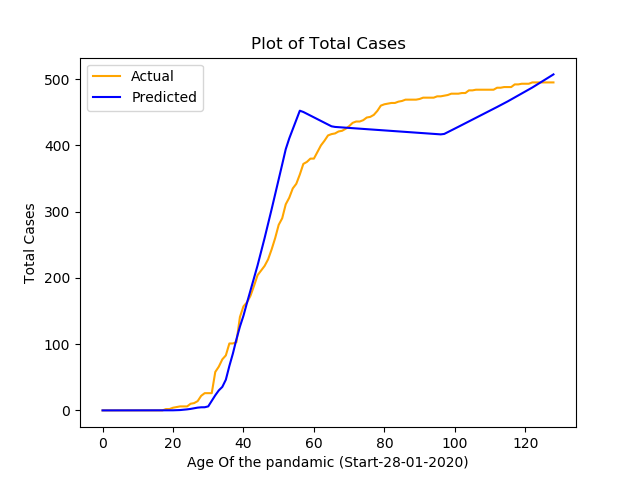 Plot of Total Cases
Actual
Predicted
500
400
300
200
100
0
Total Cases
0 20 40 60 80 100 120
Age Of the pandamic (Start-28-01-2020)